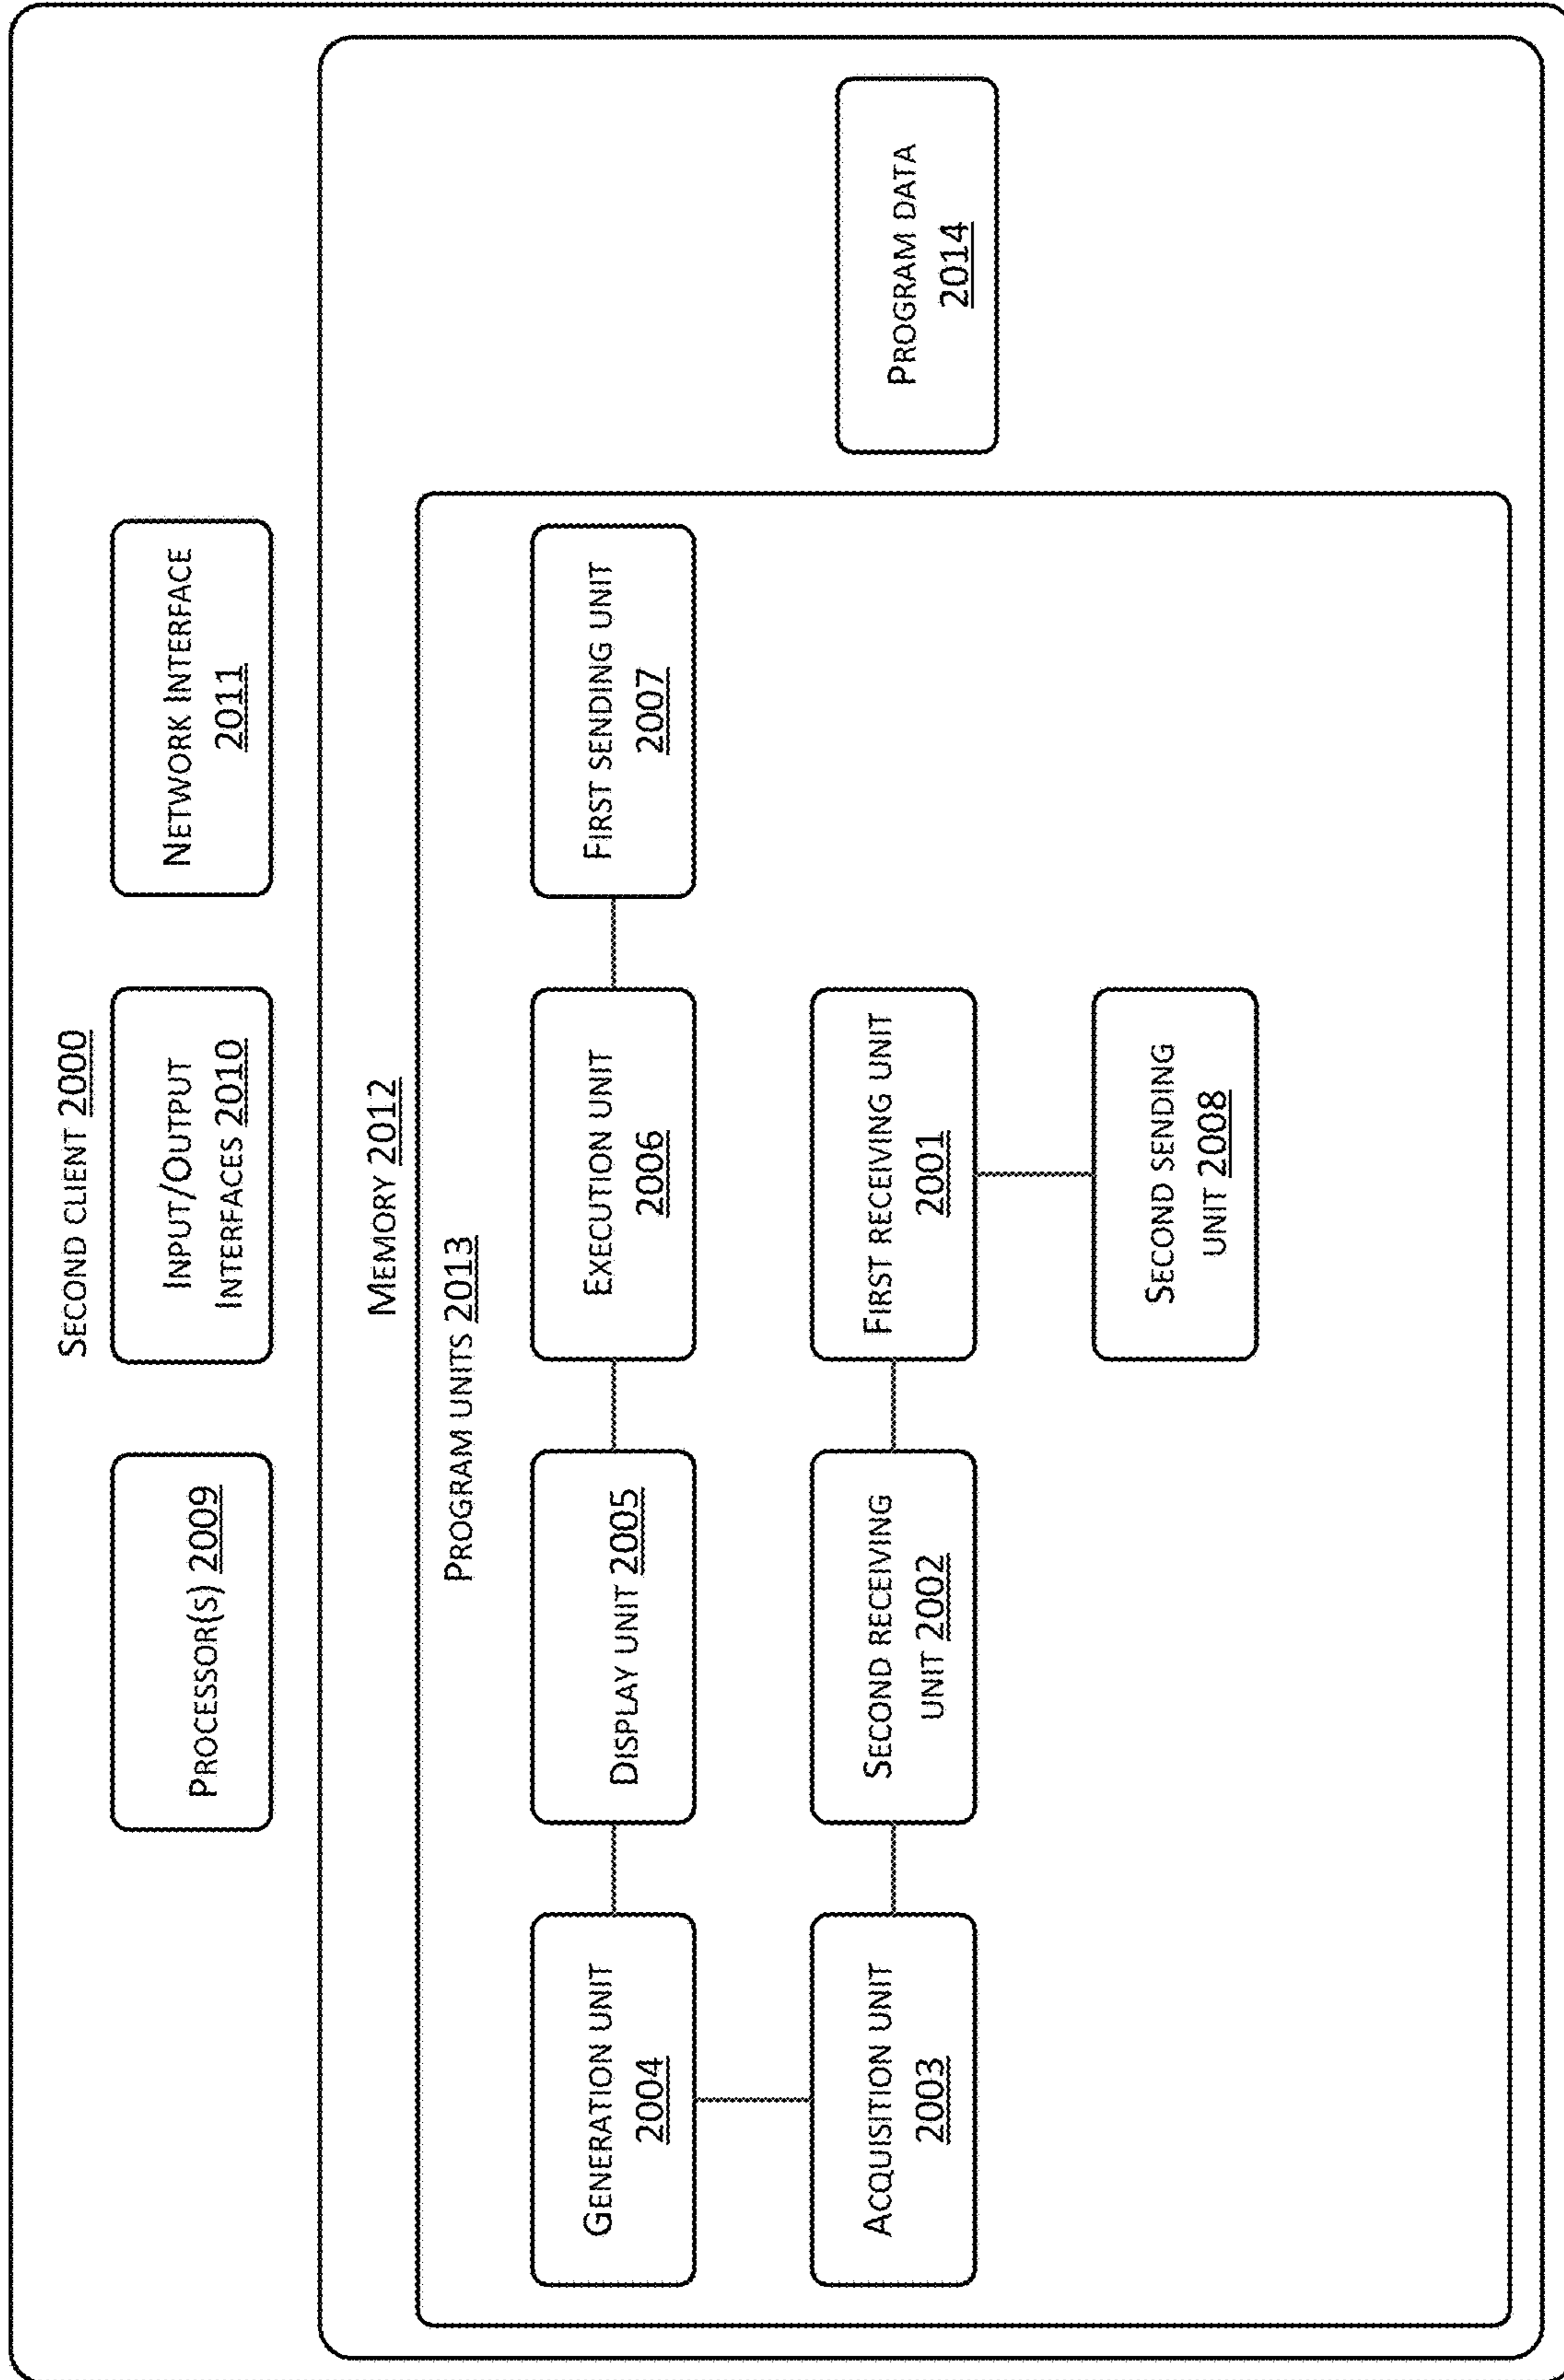 SECOND CLIENT 2000
PROCESSOR(S) 2009
INPUT/OUTPUT
INTERFACES 2010
NETWORK INTERFACE
2011
MEMORY 2012
PROGRAM UNITS 2013
GENERATION UNIT
2004
DISPLAY UNIT 2005
EXECUTION UNIT
2006
FIRST SENDING UNIT
2007
ACQUISITION UNIT
2003
SECOND RECEIVING
UNIT 2002
FIRST RECEIVING UNIT
2001
SECOND SENDING
UNIT 2008
PROGRAM DATA
2014